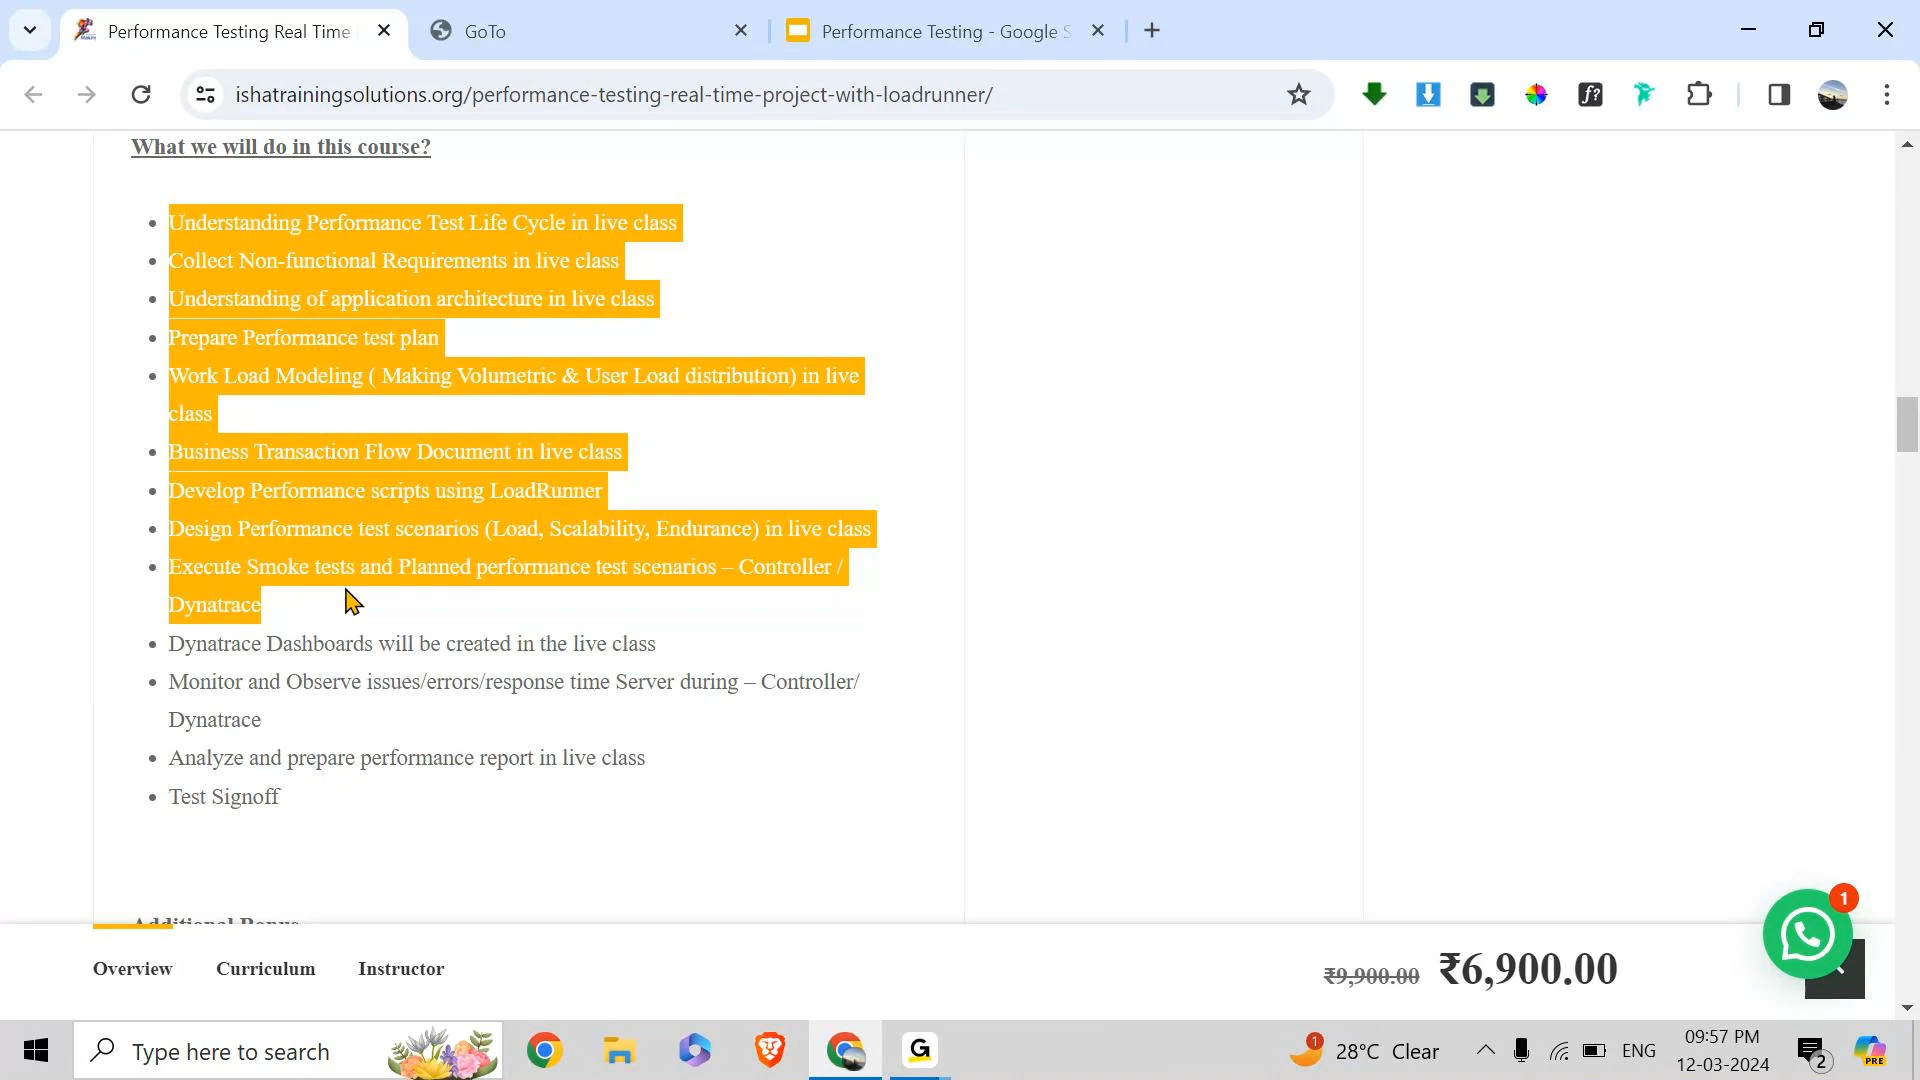 Performance Testing Real Time
GoTo
Performance Testing - Google S
ishatrainingsolutions.org/performance-testing-real-time-project-with-loadrunner/
f?
What we will do in this course?
Understanding Performance Test Life Cycle in live class
Collect Non-functional Requirements in live class
Understanding of application architecture in live class
Prepare Performance test plan
Work Load Modeling ( Making Volumetric & User Load distribution) in live
class
Business Transaction Flow Document in live class
Develop Performance scripts using LoadRunner
Design Performance test scenarios (Load, Scalability, Endurance) in live class
Execute Smoke tests and Planned performance test scenarios – Controller /
Dynatrace
Dynatrace Dashboards will be created in the live class
Monitor and Observe issues/errors/response time Server during – Controller/
Dynatrace
Analyze and prepare performance report in live class
Test Signoff
Additional Bonus
1
Overview
Curriculum
Instructor
₹9,900.00
₹6,900.00
Type here to search
G
1
28°C Clear
ENG
09:57 PM
12-03-2024
2
PRE